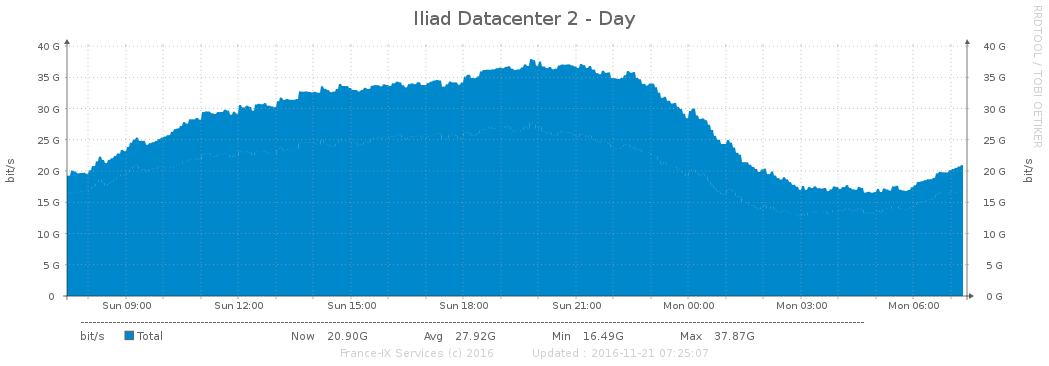 Iliad Datacenter 2 - Day
RRDTOOL / TOBI OETIKER
40 G 40 G
35 G 35 G
30 G 30 G
25 G 25 G
20 G 20 G
15 G 15 G
10 G 10 G
5 G 5 G
0 0 G
bit/s bit/s
Sun 09:00 Sun 12:00 Sun 15:00 Sun 18:00 Sun 21:00 Mon 00:00 Mon 03:00 Mon 06:00
bit/s Total Now 20.90G Avg 27.92G Min 16.49G Max 37.87G
France-IX Services (c) 2016 Updated : 2016-11-21 07:25:07